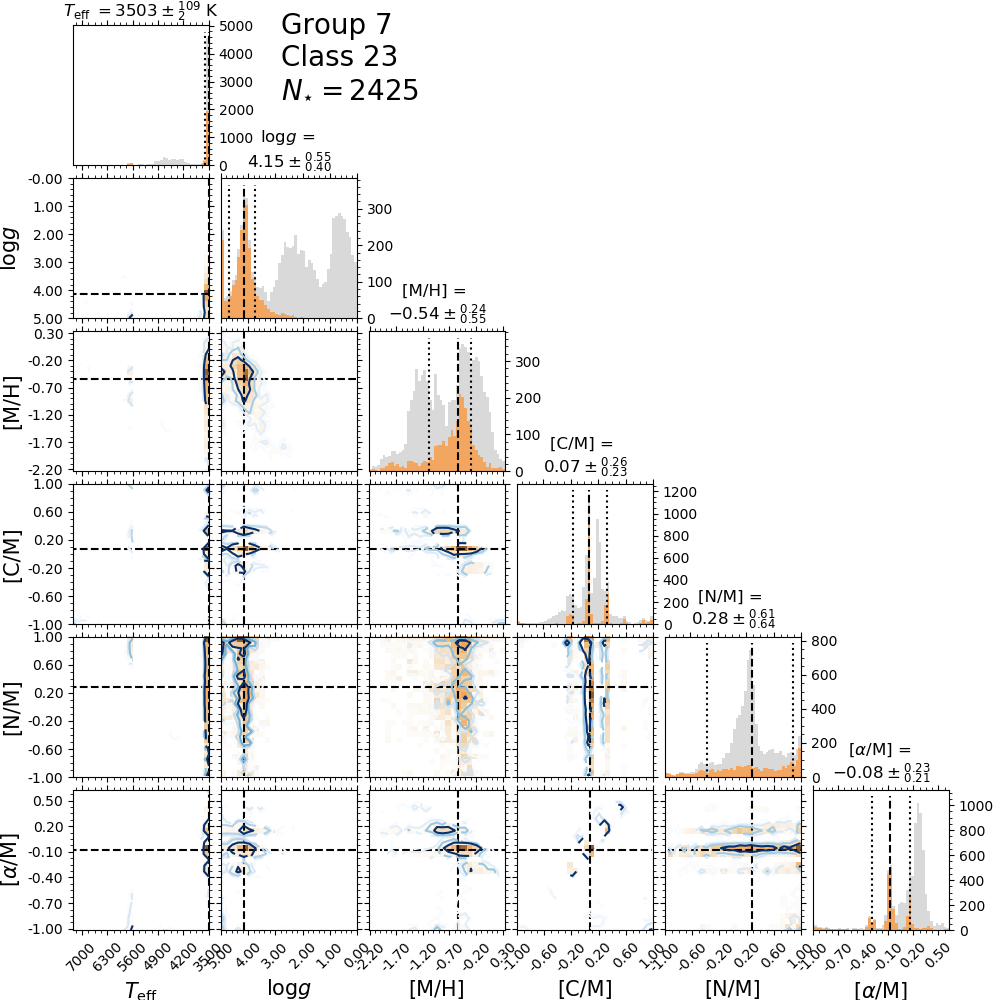 Teff = 3503 ± 109 2 K
Group 7
Class 23
N⋆ = 2425
5000
4000
3000
2000
1000
0
logg =
4.15 ± 0.55 0.40
-0.00
1.00
2.00
3.00
4.00
5.00
logg
300
200
100
0
[M/H] =
−0.54 ± 0.24 0.55
0.30
-0.20
-0.70
-1.20
-1.70
-2.20
[M/H]
300
200
100
0
[C/M] =
0.07 ± 0.26 0.23
1.00
0.60
0.20
-0.20
-0.60
-1.00
[C/M]
1200
1000
800
600
400
200
0
[N/M] =
0.28 ± 0.61 0.64
1.00
0.60
0.20
-0.20
-0.60
-1.00
[N/M]
800
600
400
200
0
[α/M] =
−0.08 ± 0.23 0.21
0.50
0.20
-0.10
-0.40
-0.70
-1.00
[α/M]
1000
800
600
400
200
0
7000 6300 5600 4900 4200 3500
5.00 4.00 3.00 2.00 1.00 0.00
-2.20 -1.70 -1.20 -0.70 -0.20 0.30
-1.00 -0.60 -0.20 0.20 0.60 1.00
-1.00 -0.60 -0.20 0.20 0.60 1.00
-1.00 -0.70 -0.40 -0.10 0.20 0.50
Teff logg [M/H] [C/M] [N/M] [α/M]